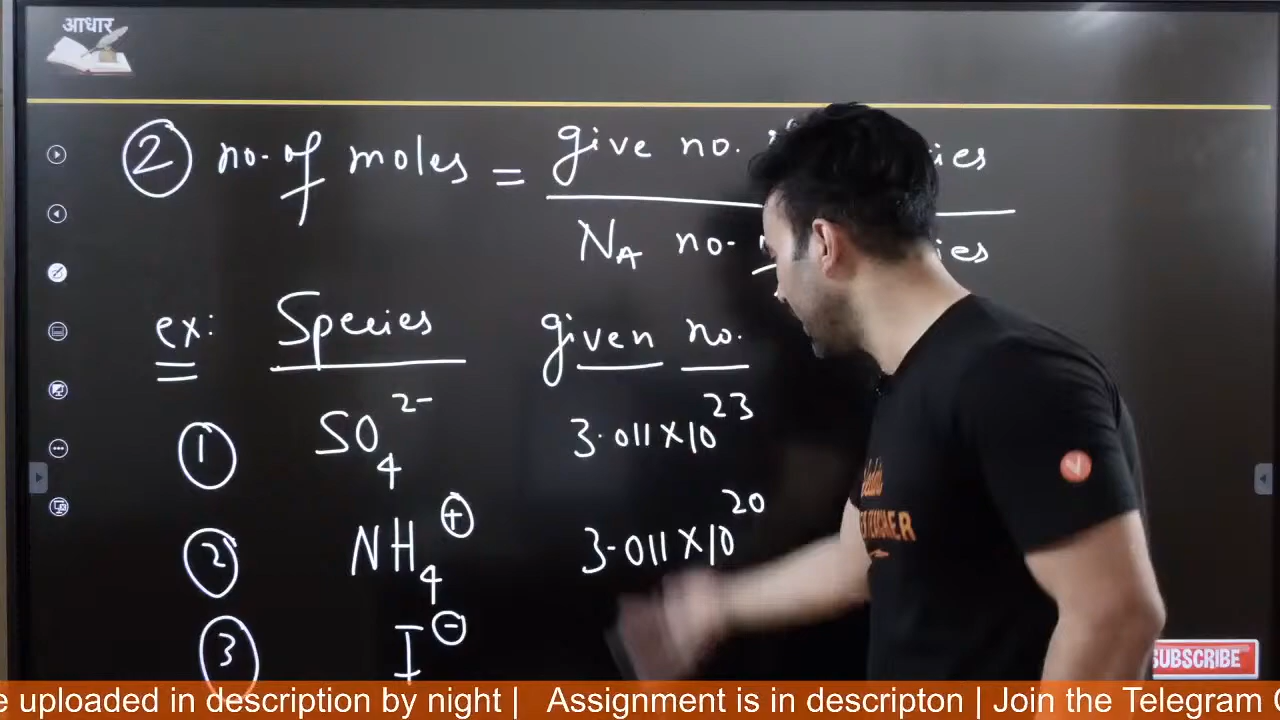 आधार
② no. of moles = give no.
NA no.
ex: Species given no.
① SO4 2- 3.011×10 23
② NH4 ⊕ 3.011×10 20
③ I ⊖
SUBSCRIBE
uploaded in description by night | Assignment is in descripton | Join the Telegram